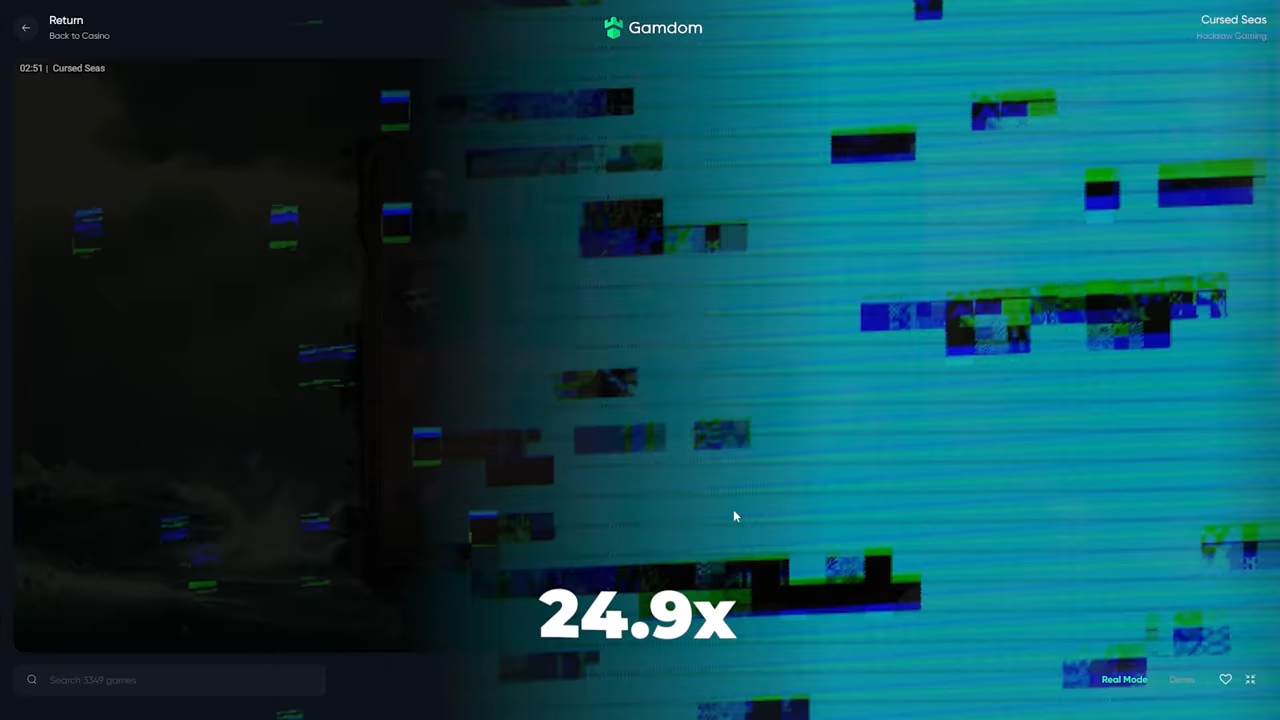 Return
Back to Casino
Gamdom
Cursed Seas
Hacksaw Gaming
02:51 | Cursed Seas
24.9x
Search 3349 games
Real Mode
Demo